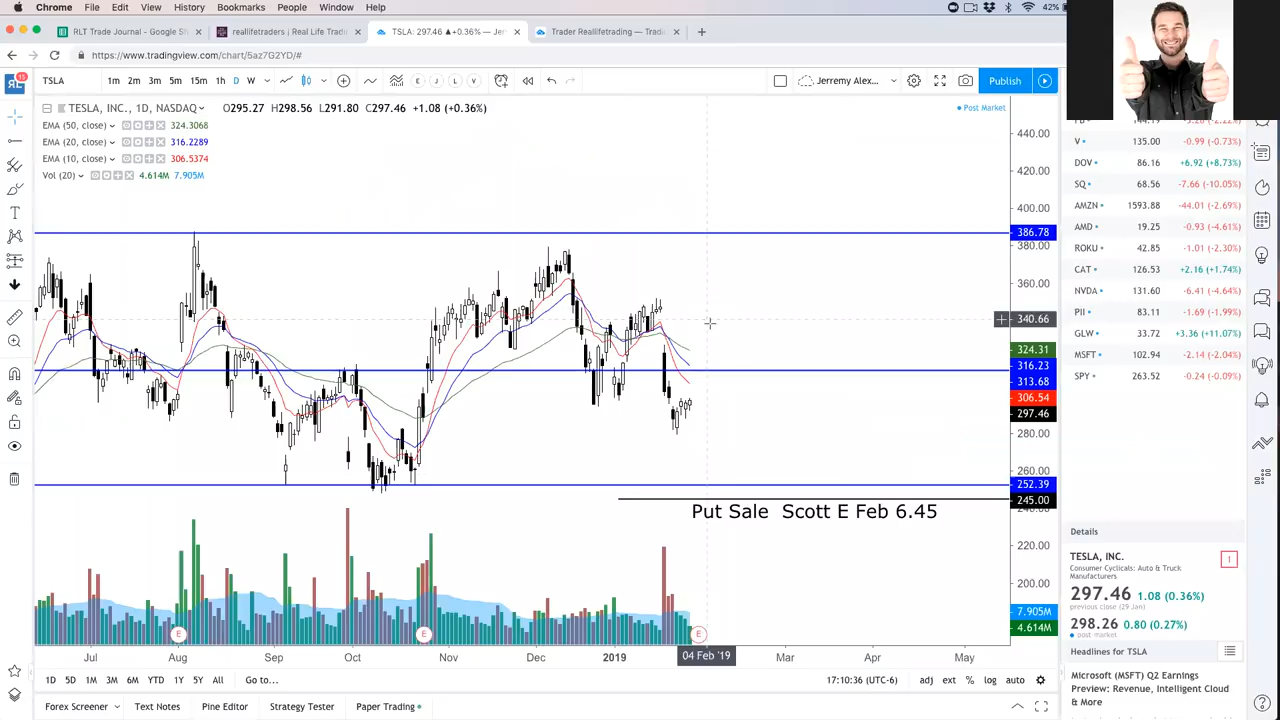 Chrome File Edit View History Bookmarks People Window Help 42%
RLT Trade Journal - Google Sh × reallifetraders | Real Life Tradi × TSLA: 297.46 ▲+0.36% — Jer × Trader Reallifetrading — Tradi × +
https://www.tradingview.com/chart/5az7G2YD/#
15
TSLA 1m 2m 3m 5m 15m 1h D W E J L V Jerremy Alex... Publish
TESLA, INC., 1D, NASDAQ O295.27 H298.56 L291.80 C297.46 +1.08 (+0.36%)
Post Market
EMA (50, close) 324.3068
EMA (20, close) 316.2289
EMA (10, close) 306.5374
Vol (20) 4.614M 7.905M
440.00
420.00
400.00
386.78
380.00
360.00
340.66
324.31
316.23
313.68
306.54
297.46
280.00
260.00
252.39
245.00
220.00
200.00
7.905M
4.614M
Put Sale Scott E Feb 6.45
E E E
Jul Aug Sep Oct Nov Dec 2019 04 Feb '19 Mar Apr May
1D 5D 1M 3M 6M YTD 1Y 5Y All Go to... 17:10:36 (UTC-6) adj ext % log auto
Forex Screener Text Notes Pine Editor Strategy Tester Paper Trading
V 135.00 -0.99 (-0.73%)
DOV 86.16 +6.92 (+8.73%)
SQ 68.56 -7.66 (-10.05%)
AMZN 1593.88 -44.01 (-2.69%)
AMD 19.25 -0.93 (-4.61%)
ROKU 42.85 -1.01 (-2.30%)
CAT 126.53 +2.16 (+1.74%)
NVDA 131.60 -6.41 (-4.64%)
PII 83.11 -1.69 (-1.99%)
GLW 33.72 +3.36 (+11.07%)
MSFT 102.94 -2.14 (-2.04%)
SPY 263.52 -0.24 (-0.09%)
Details
TESLA, INC. 1
Consumer Cyclicals: Auto & Truck
Manufacturers
297.46 1.08 (0.36%)
previous close (29 Jan)
298.26 0.80 (0.27%)
post market
Headlines for TSLA
Microsoft (MSFT) Q2 Earnings
Preview: Revenue, Intelligent Cloud
& More